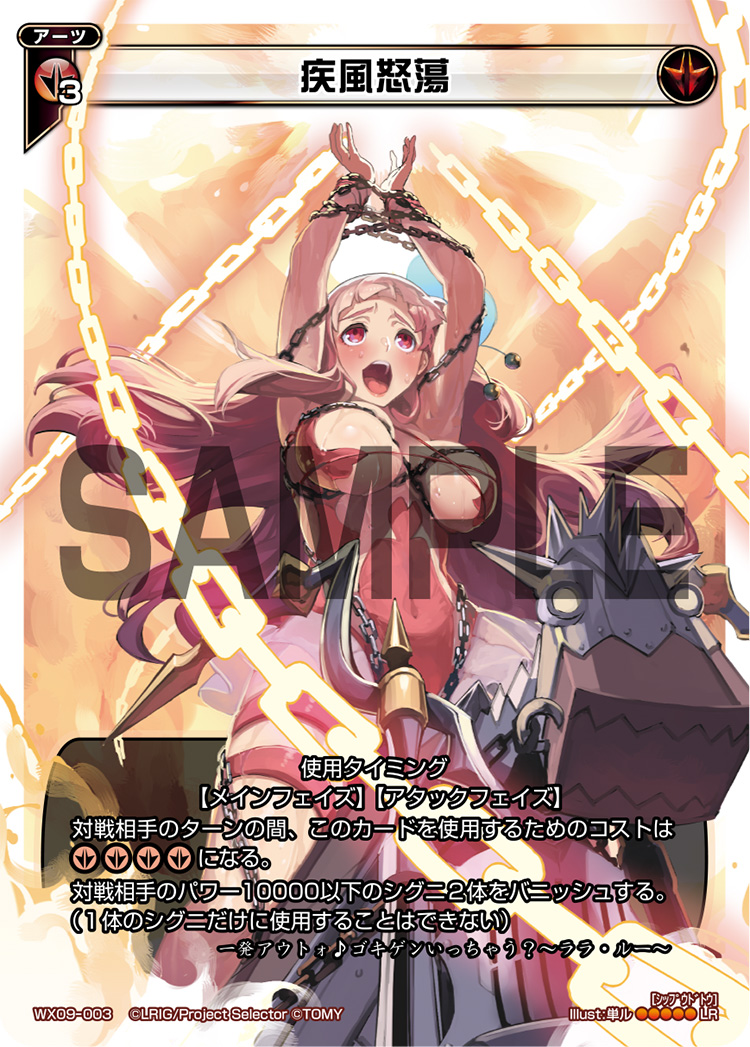 アーツ
3
疾風怒蕩
SAMPLE
使用タイミング
【メインフェイズ】【アタックフェイズ】
対戦相手のターンの間、このカードを使用するためのコストは
になる。
対戦相手のパワー10000以下のシグニ２体をバニッシュする。
（１体のシグニだけに使用することはできない）
一発アウトォ♪ゴキゲンいっちゃう？～ララ・ルー～
[シップウドトウ]
WX09-003 ©LRIG/Project Selector ©TOMY Illust:単ル LR